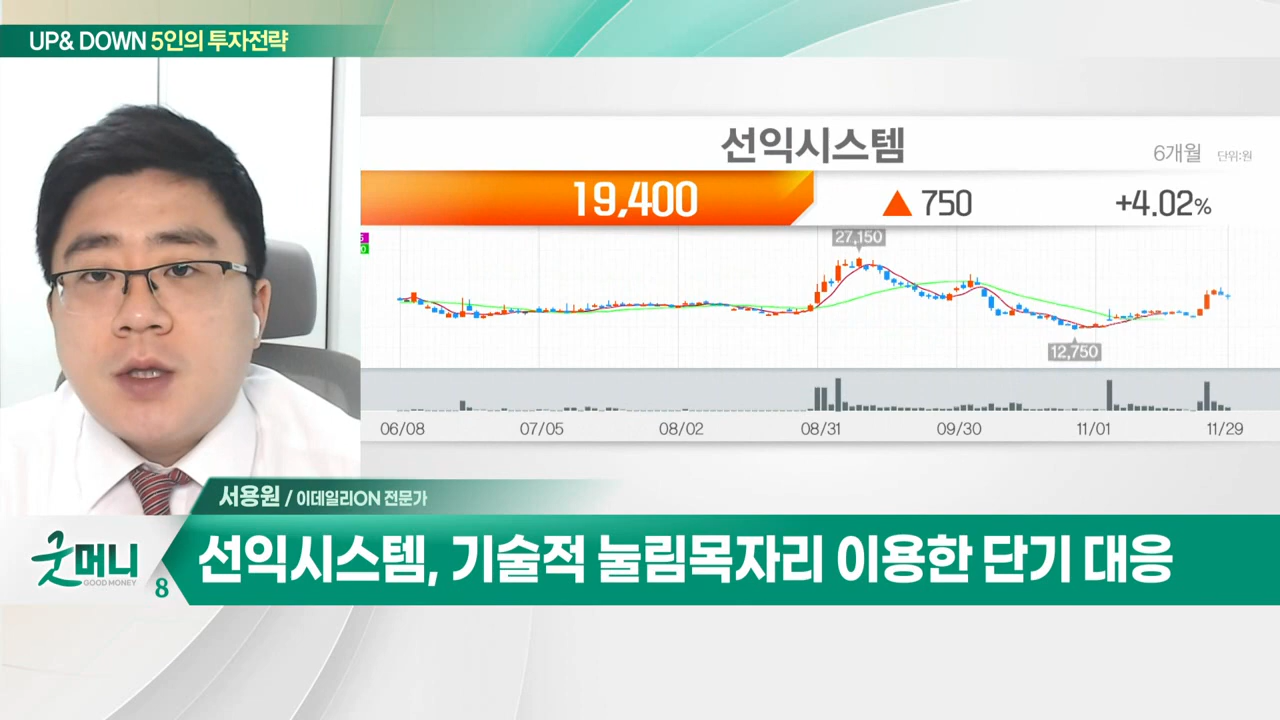 UP& DOWN 5인의 투자전략
선익시스템
6개월 단위:원
19,400 ▲ 750 +4.02%
27,150
12,750
06/08 07/05 08/02 08/31 09/30 11/01 11/29
서용원 / 이데일리ON 전문가
굿머니
GOOD MONEY
8
선익시스템, 기술적 눌림목자리 이용한 단기 대응